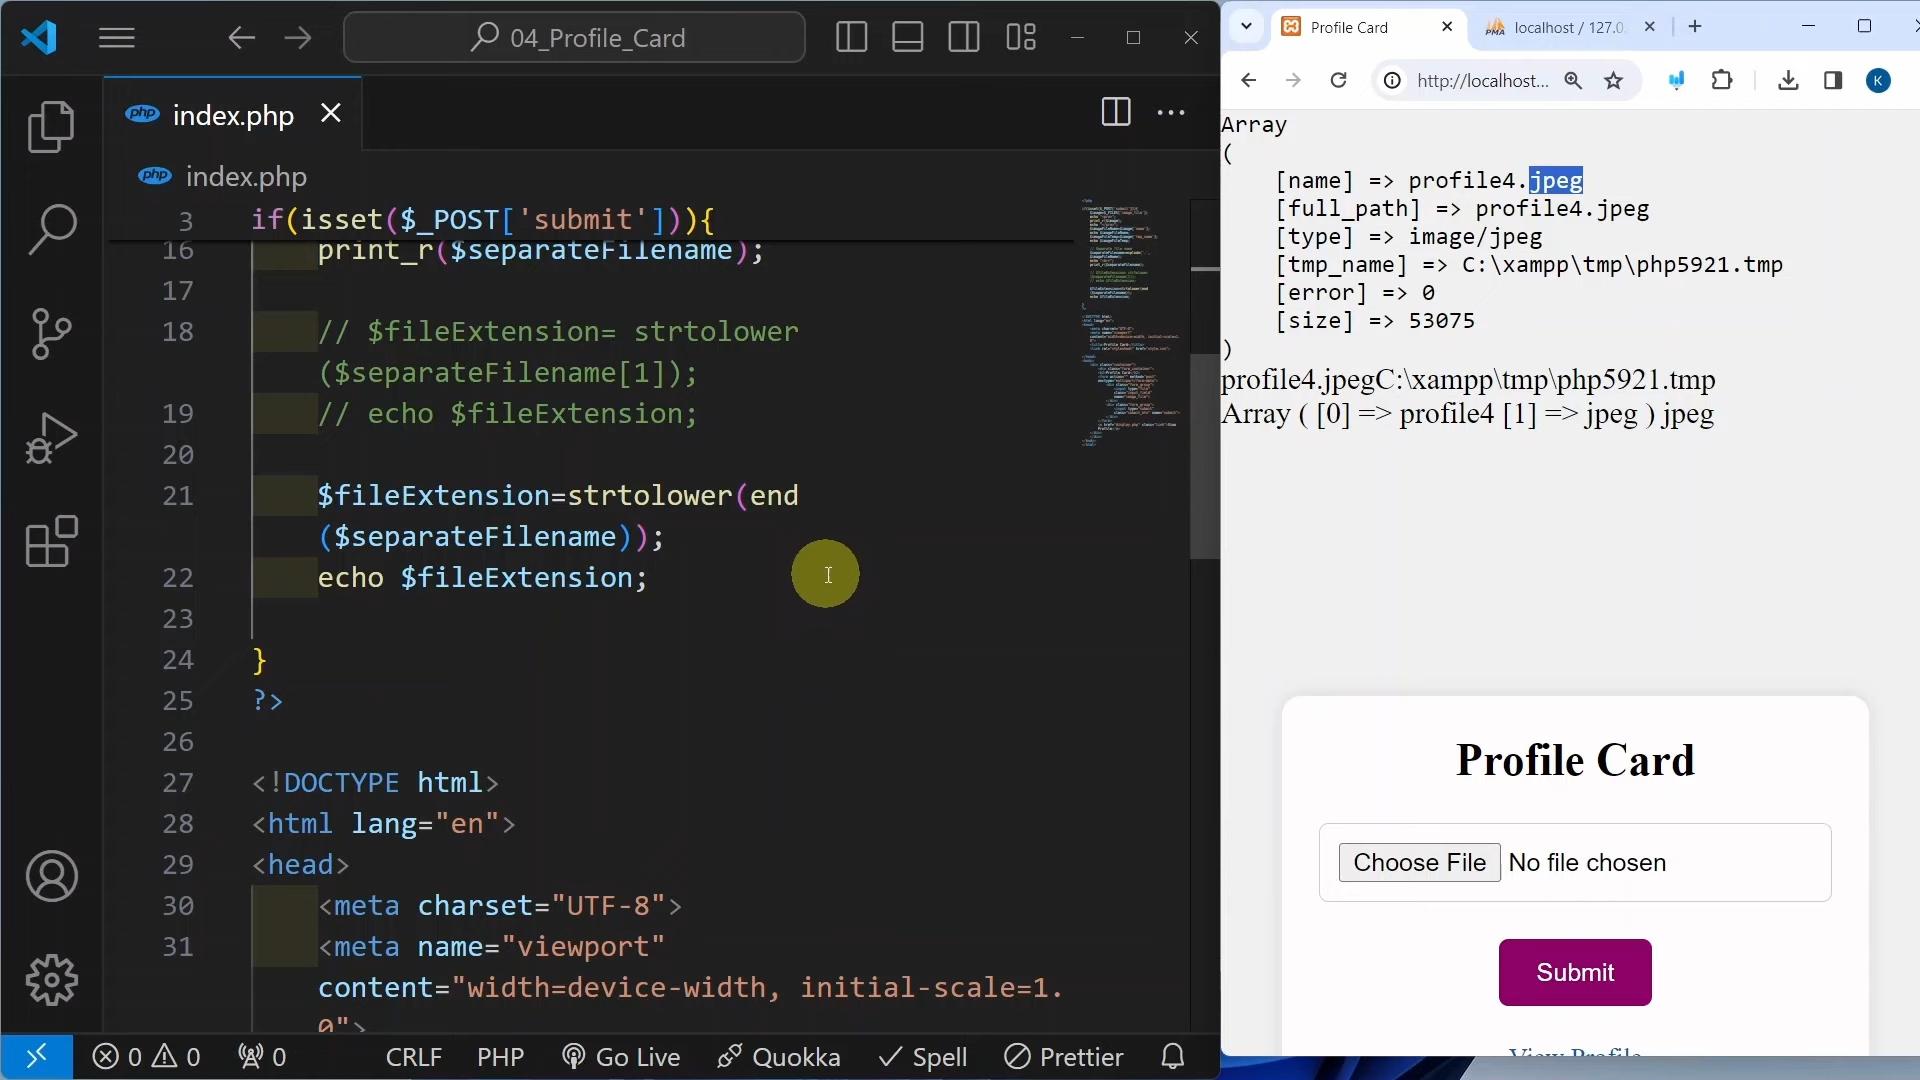 04_Profile_Card
php index.php
php index.php
3 if(isset($_POST['submit'])){
16 print_r($separateFilename);
17
18 // $fileExtension= strtolower
($separateFilename[1]);
19 // echo $fileExtension;
20
21 $fileExtension=strtolower(end
($separateFilename));
22 echo $fileExtension;
23
24 }
25 ?>
26
27 <!DOCTYPE html>
28 <html lang="en">
29 <head>
30 <meta charset="UTF-8">
31 <meta name="viewport"
content="width=device-width, initial-scale=1.
0">
0 0 0 CRLF PHP Go Live Quokka Spell Prettier
Profile Card
PMA localhost / 127.0.
http://localhost...
K
Array
(
[name] => profile4.jpeg
[full_path] => profile4.jpeg
[type] => image/jpeg
[tmp_name] => C:\xampp\tmp\php5921.tmp
[error] => 0
[size] => 53075
)
profile4.jpegC:\xampp\tmp\php5921.tmp
Array ( [0] => profile4 [1] => jpeg ) jpeg
Profile Card
Choose File No file chosen
Submit
View Profile